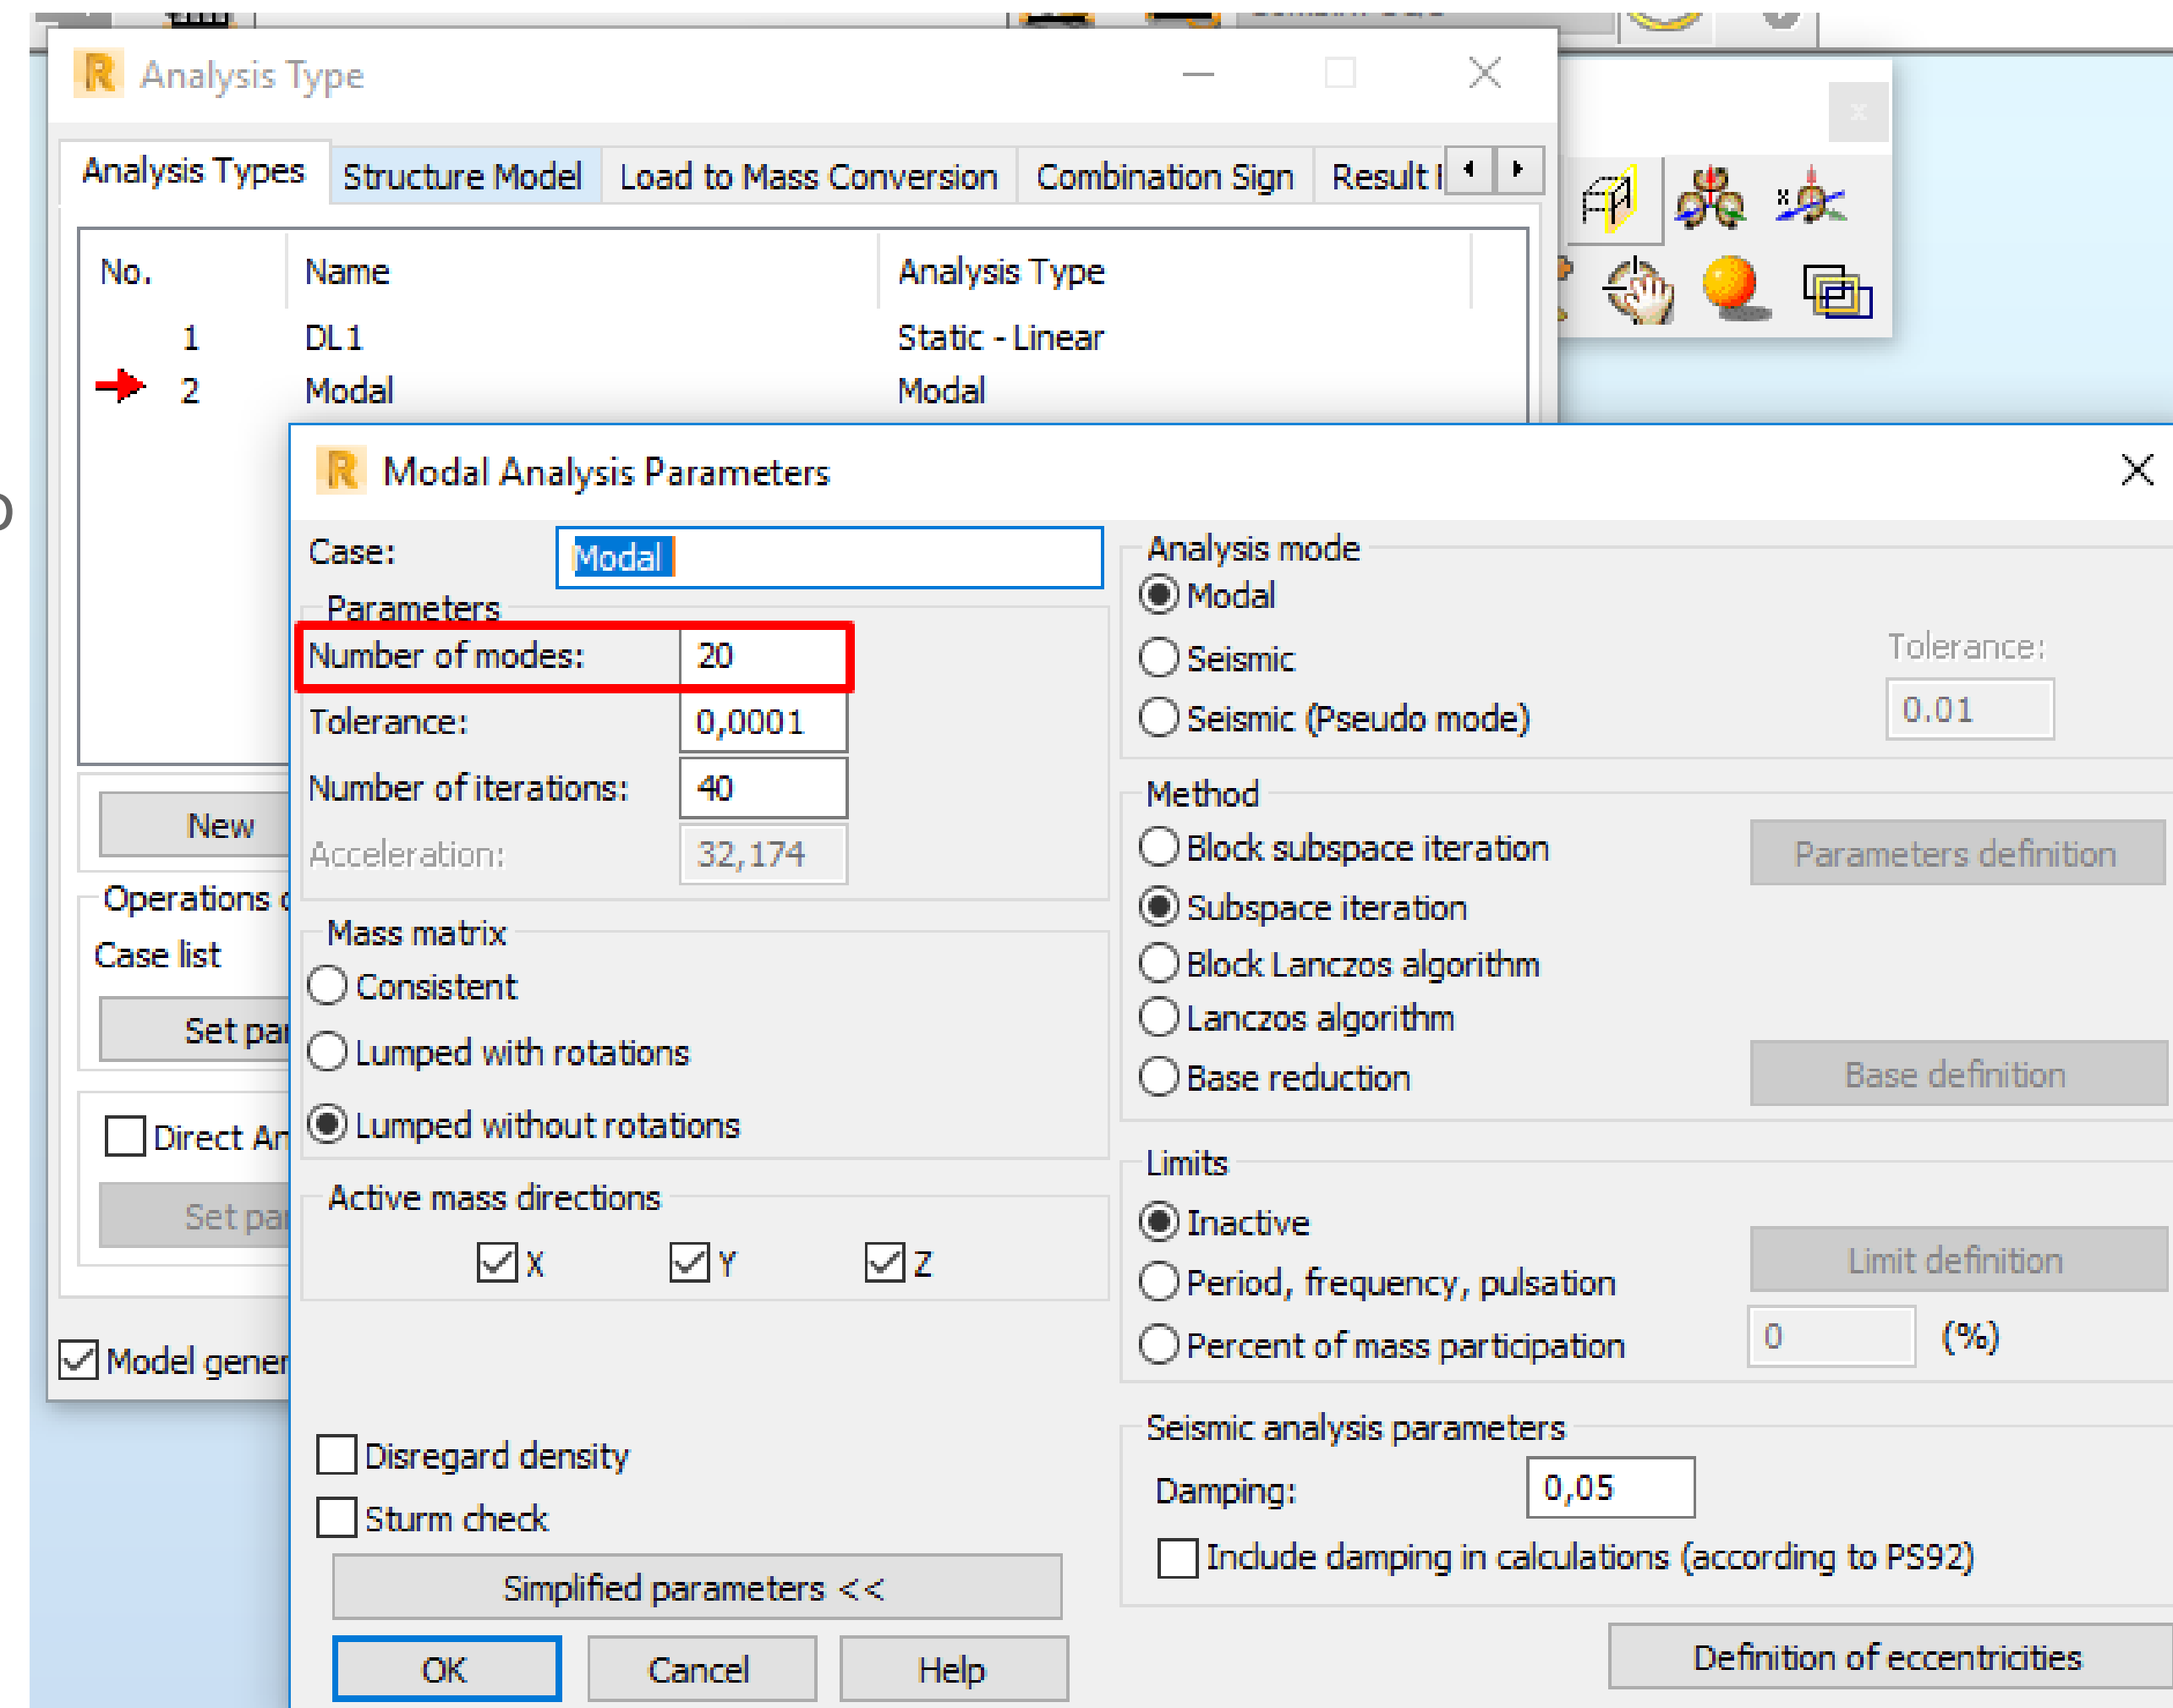 Analysis Type
Analysis Types Structure Model Load to Mass Conversion Combination Sign Result
No. Name Analysis Type
1 DL1 Static - Linear
2 Modal Modal
Modal Analysis Parameters
Case: Modal
Parameters
Number of modes: 20
Tolerance: 0,0001
Number of iterations: 40
Acceleration: 32,174
Mass matrix
Consistent
Lumped with rotations
Lumped without rotations
Active mass directions
X Y Z
Disregard density
Sturm check
Simplified parameters <<
OK Cancel Help
Analysis mode
Modal
Seismic
Seismic (Pseudo mode)
Tolerance:
0.01
Method
Block subspace iteration
Parameters definition
Subspace iteration
Block Lanczos algorithm
Lanczos algorithm
Base reduction
Base definition
Limits
Inactive
Limit definition
Period, frequency, pulsation
Percent of mass participation 0 (%)
Seismic analysis parameters
Damping: 0,05
Include damping in calculations (according to PS92)
Definition of eccentricities
New
Operations
Case list
Set par
Direct An
Set par
Model gener